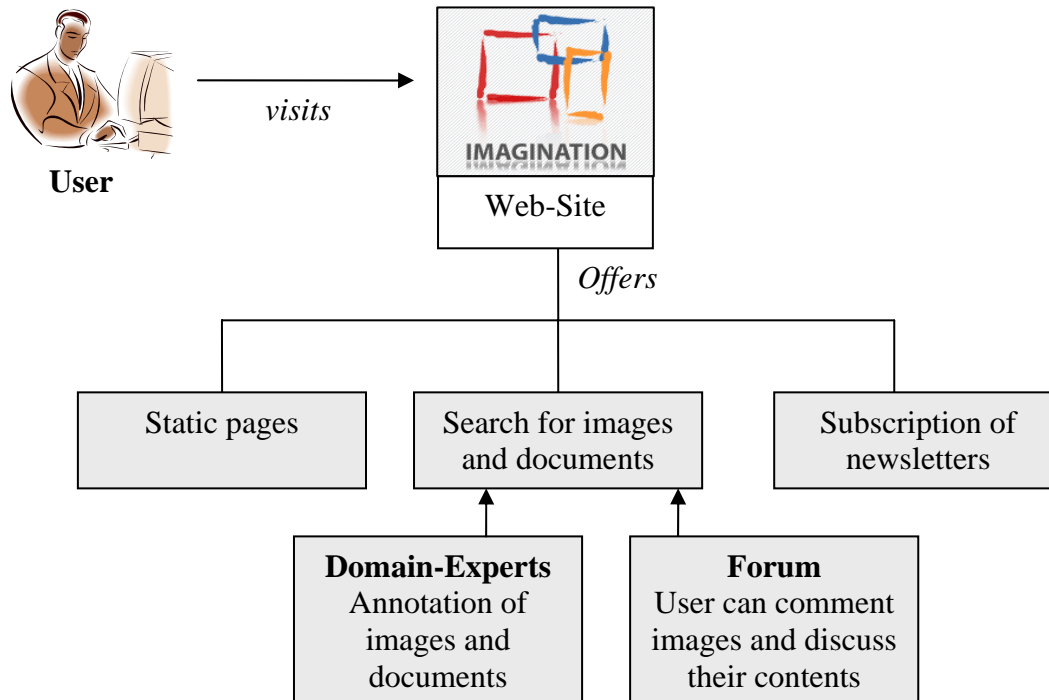 visits
IMAGINATION
User
Web-Site
Offers
Static pages
Search for images
and documents
Subscription of
newsletters
Domain-Experts
Annotation of
images and
documents
Forum
User can comment
images and discuss
their contents